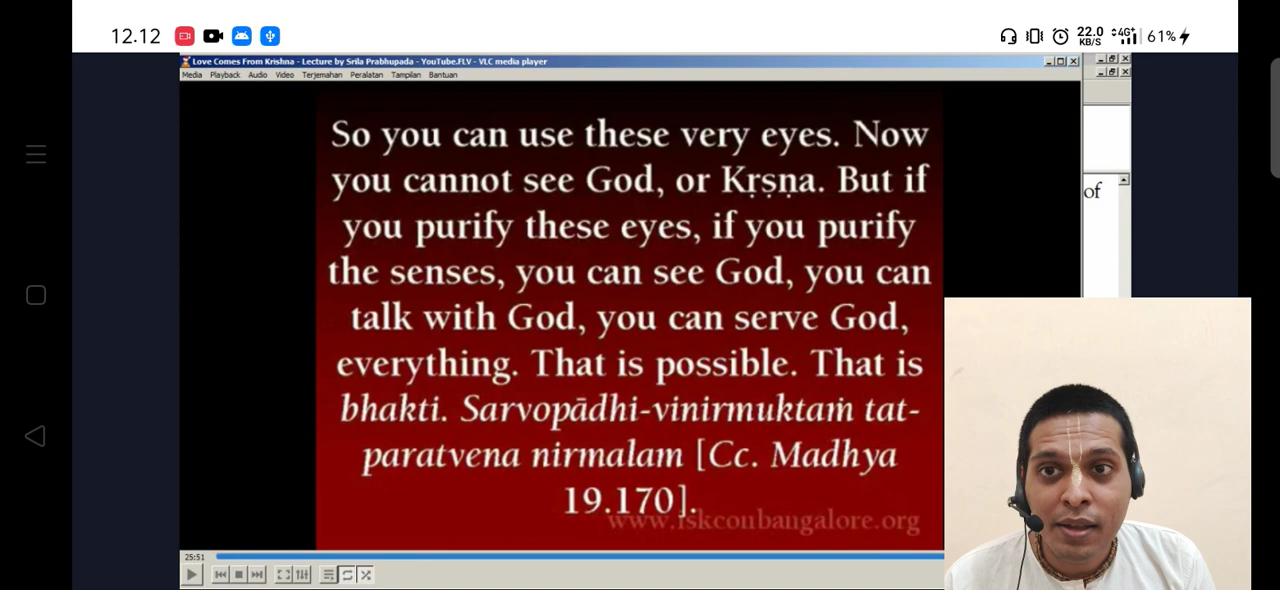 12.12
22.0
KB/S
4G+
61%
Love Comes From Krishna - Lecture by Srila Prabhupada - YouTube.FLV - VLC media player
Media Playback Audio Video Terjemahan Peralatan Tampilan Bantuan
So you can use these very eyes. Now
you cannot see God, or Kṛṣṇa. But if
you purify these eyes, if you purify
the senses, you can see God, you can
talk with God, you can serve God,
everything. That is possible. That is
bhakti. Sarvopādhi-vinirmuktaṁ tat-
paratvena nirmalam [Cc. Madhya
19.170].
www.iskconbangalore.org
of
25:51